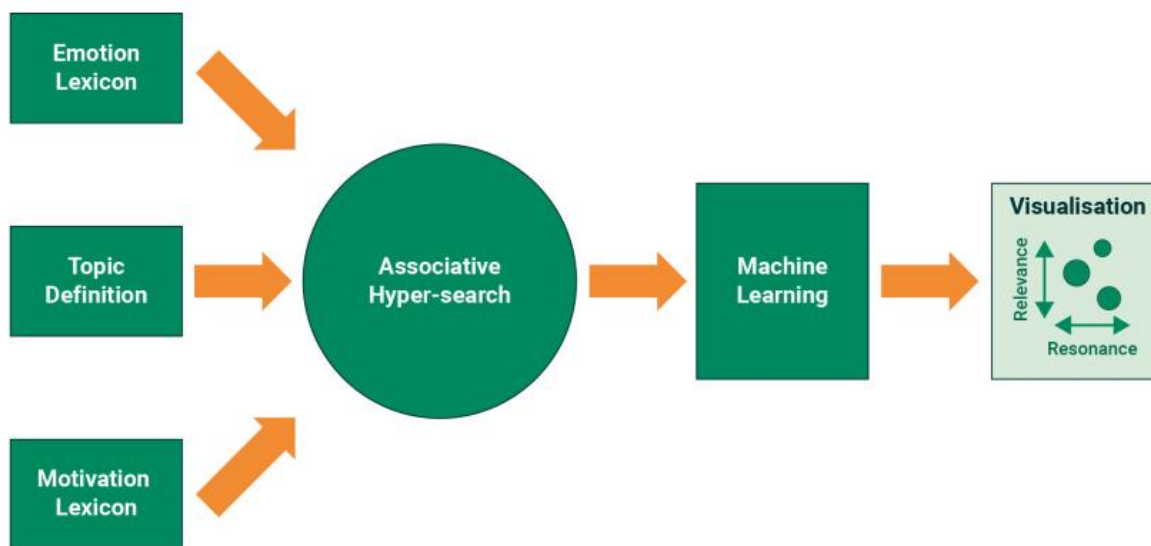 Emotion
Lexicon
Topic
Definition
Motivation
Lexicon
Associative
Hyper-search
Machine
Learning
Visualisation
Relevance
Resonance